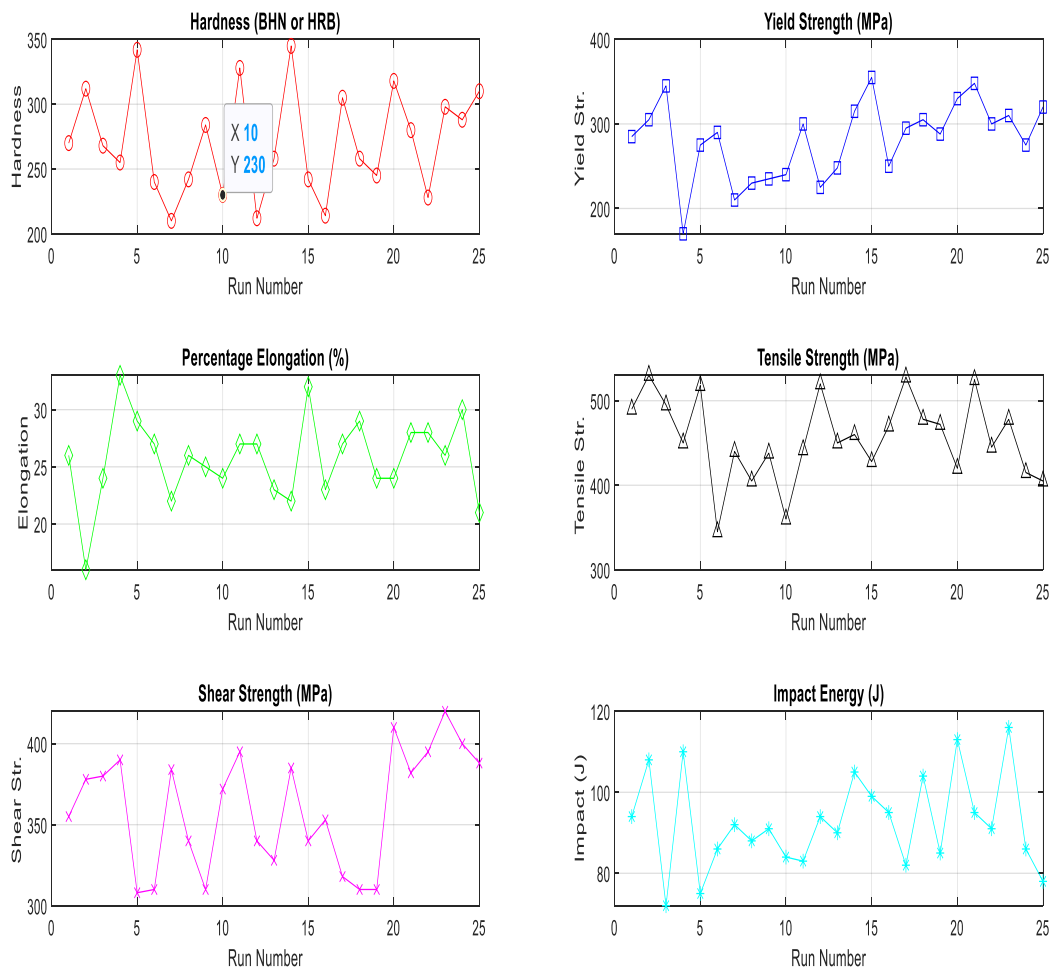 Hardness (BHN or HRB)
350
300
250
200
Hardness
X 10
Y 230
0 5 10 15 20 25
Run Number
Yield Strength (MPa)
400
300
200
Yield Str.
0 5 10 15 20 25
Run Number
Percentage Elongation (%)
30
25
20
Elongation
0 5 10 15 20 25
Run Number
Tensile Strength (MPa)
500
400
300
Tensile Str.
0 5 10 15 20 25
Run Number
Shear Strength (MPa)
400
350
300
Shear Str.
0 5 10 15 20 25
Run Number
Impact Energy (J)
120
100
80
Impact (J)
0 5 10 15 20 25
Run Number